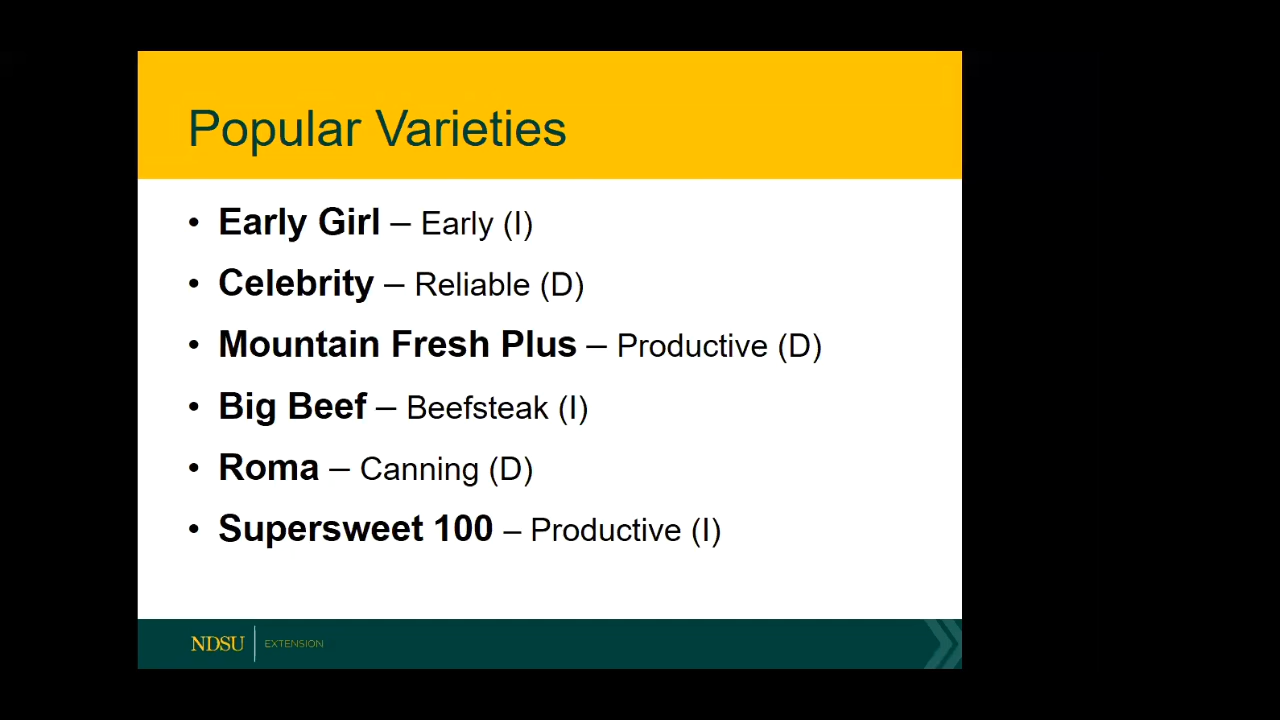 Popular Varieties
• Early Girl – Early (I)
• Celebrity – Reliable (D)
• Mountain Fresh Plus – Productive (D)
• Big Beef – Beefsteak (I)
• Roma – Canning (D)
• Supersweet 100 – Productive (I)
NDSU EXTENSION